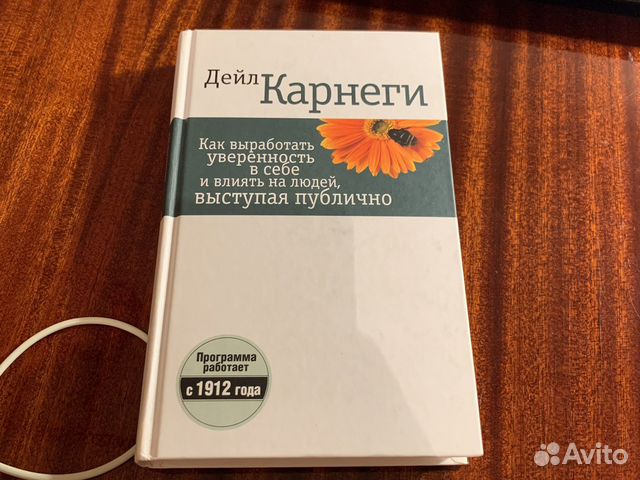 Дейл
Карнеги
Как выработать
уверенность
в себе
и влиять на людей,
выступая публично
Программа
работает
с 1912 года
Avito